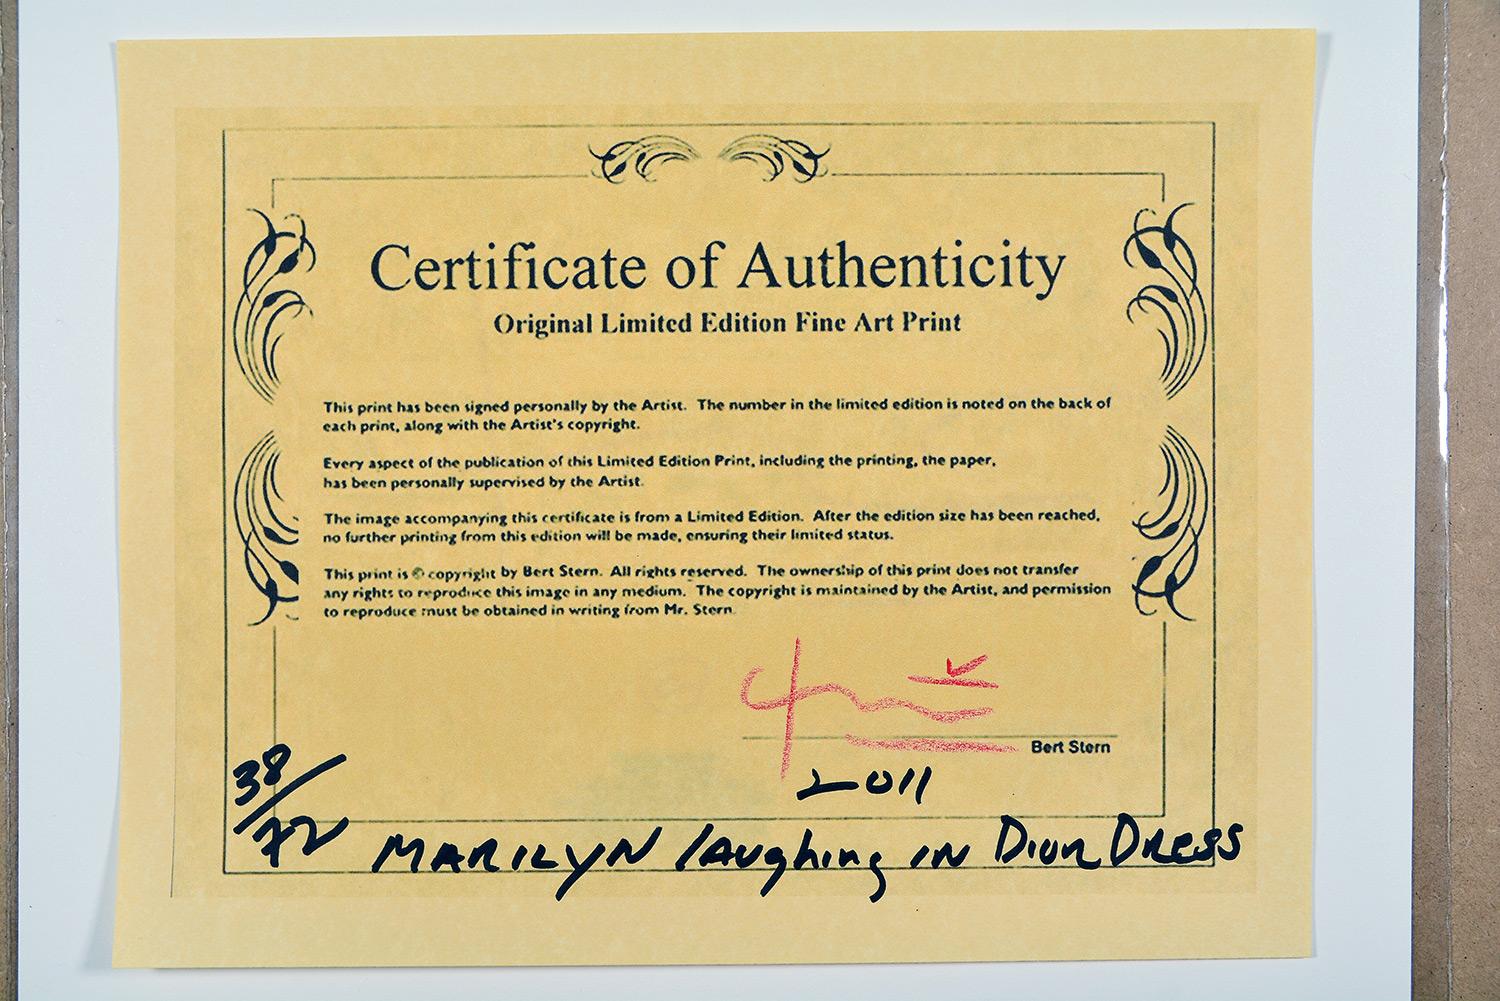 Certificate of Authenticity
Original Limited Edition Fine Art Print
This print has been signed personally by the Artist. The number in the limited edition is noted on the back of
each print, along with the Artist's copyright.
Every aspect of the publication of this Limited Edition Print, including the printing, the paper,
has been personally supervised by the Artist.
The image accompanying this certificate is from a Limited Edition. After the edition size has been reached,
no further printing from this edition will be made, ensuring their limited status.
This print is © copyright by Bert Stern. All rights reserved. The ownership of this print does not transfer
any rights to reproduce this image in any medium. The copyright is maintained by the Artist, and permission
to reproduce must be obtained in writing from Mr. Stern.
Bert Stern
2011
38/72
MARILYN laughing IN Dior Dress